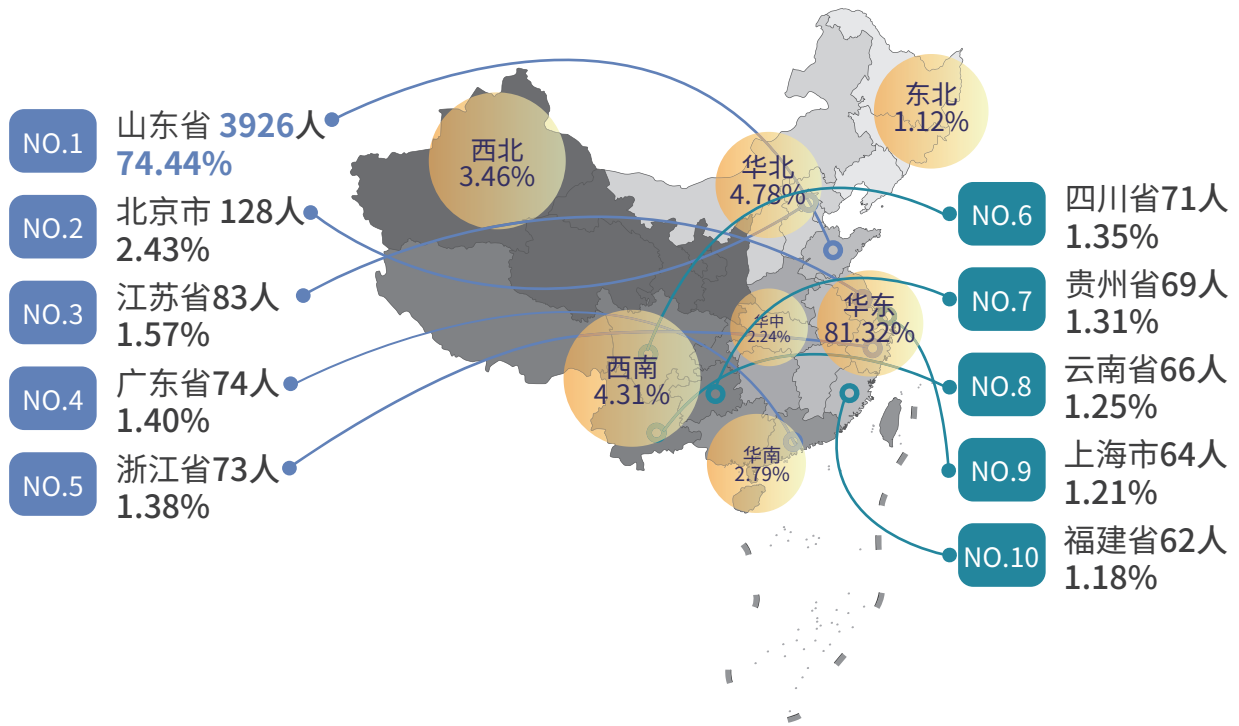 NO.1
山东省 3926人
74.44%
NO.2
北京市 128人
2.43%
NO.3
江苏省83人
1.57%
NO.4
广东省74人
1.40%
NO.5
浙江省73人
1.38%
西北
3.46%
东北
1.12%
华北
4.78%
华中
2.24%
华东
81.32%
西南
4.31%
华南
2.79%
NO.6
四川省71人
1.35%
NO.7
贵州省69人
1.31%
NO.8
云南省66人
1.25%
NO.9
上海市64人
1.21%
NO.10
福建省62人
1.18%